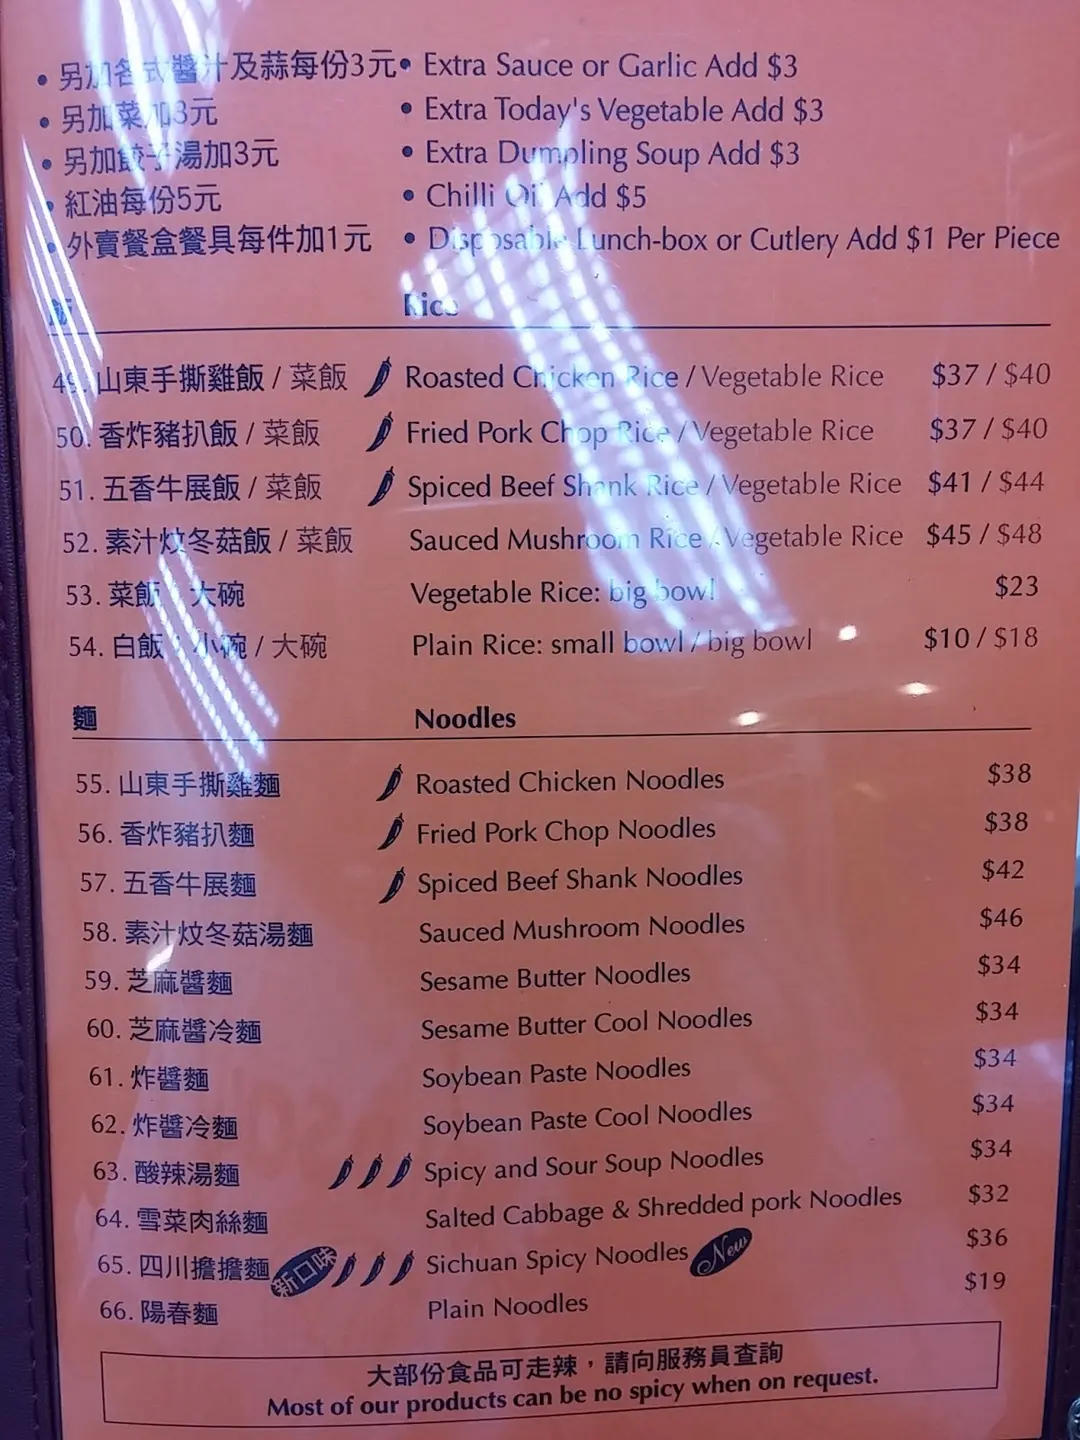 • 另加各式醬汁及蒜每份3元 • Extra Sauce or Garlic Add $3
• 另加菜加3元 • Extra Today's Vegetable Add $3
• 另加餃子湯加3元 • Extra Dumpling Soup Add $3
• 紅油每份5元 • Chilli Oil Add $5
• 外賣餐盒餐具每件加1元 • Disposable Lunch-box or Cutlery Add $1 Per Piece
飯 Rice
49. 山東手撕雞飯 / 菜飯 Roasted Chicken Rice / Vegetable Rice $37 / $40
50. 香炸豬扒飯 / 菜飯 Fried Pork Chop Rice / Vegetable Rice $37 / $40
51. 五香牛展飯 / 菜飯 Spiced Beef Shank Rice / Vegetable Rice $41 / $44
52. 素汁炆冬菇飯 / 菜飯 Sauced Mushroom Rice / Vegetable Rice $45 / $48
53. 菜飯 / 大碗 Vegetable Rice: big bowl $23
54. 白飯 / 小碗 / 大碗 Plain Rice: small bowl / big bowl $10 / $18
麵 Noodles
55. 山東手撕雞麵 Roasted Chicken Noodles $38
56. 香炸豬扒麵 Fried Pork Chop Noodles $38
57. 五香牛展麵 Spiced Beef Shank Noodles $42
58. 素汁炆冬菇湯麵 Sauced Mushroom Noodles $46
59. 芝麻醬麵 Sesame Butter Noodles $34
60. 芝麻醬冷麵 Sesame Butter Cool Noodles $34
61. 炸醬麵 Soybean Paste Noodles $34
62. 炸醬冷麵 Soybean Paste Cool Noodles $34
63. 酸辣湯麵 Spicy and Sour Soup Noodles $34
64. 雪菜肉絲麵 Salted Cabbage & Shredded pork Noodles $32
65. 四川擔擔麵 新口味 Sichuan Spicy Noodles New $36
66. 陽春麵 Plain Noodles $19
大部份食品可走辣，請向服務員查詢
Most of our products can be no spicy when on request.